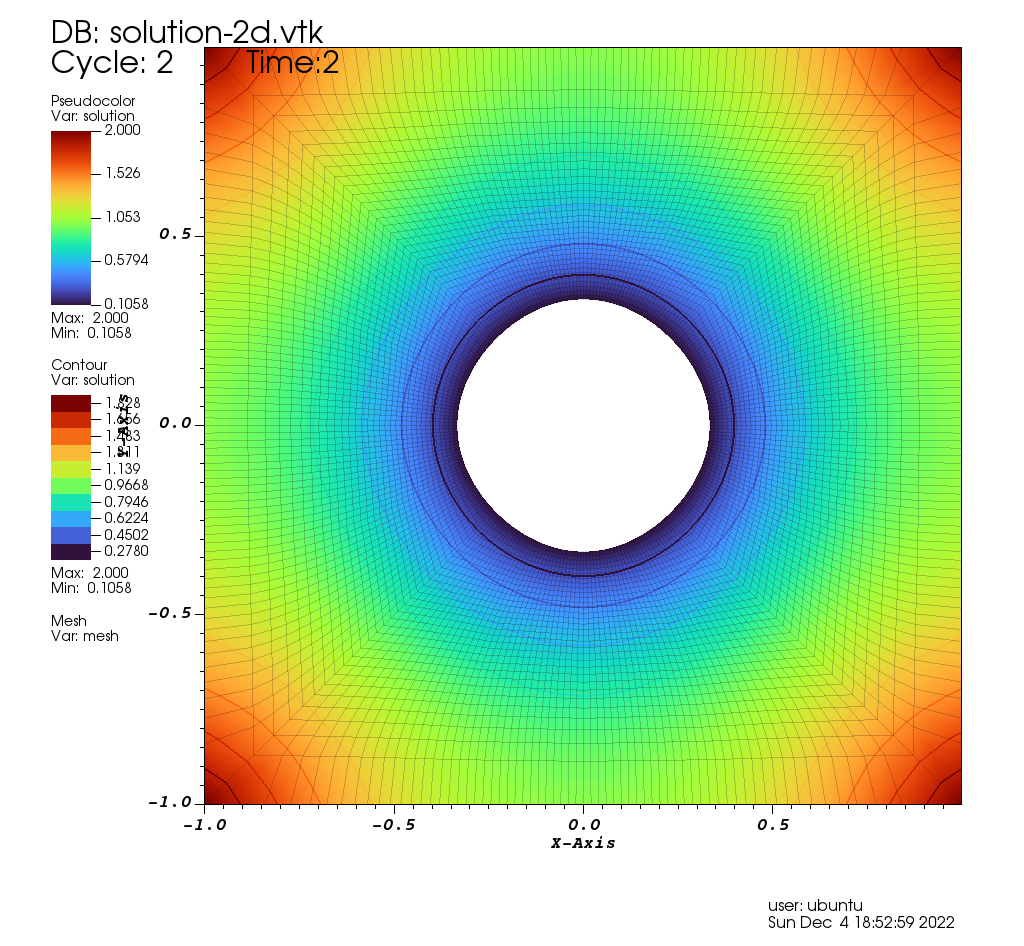 DB: solution-2d.vtk
Cycle: 2 Time:2
Pseudocolor
Var: solution
2.000
1.526
1.053
0.5794
0.1058
Max: 2.000
Min: 0.1058
Contour
Var: solution
1.828
1.656
1.483
1.311
1.139
0.9668
0.7946
0.6224
0.4502
0.2780
Max: 2.000
Min: 0.1058
Mesh
Var: mesh
Y-Axis
0.5
0.0
-0.5
-1.0
-1.0 -0.5 0.0 0.5
X-Axis
user: ubuntu
Sun Dec 4 18:52:59 2022